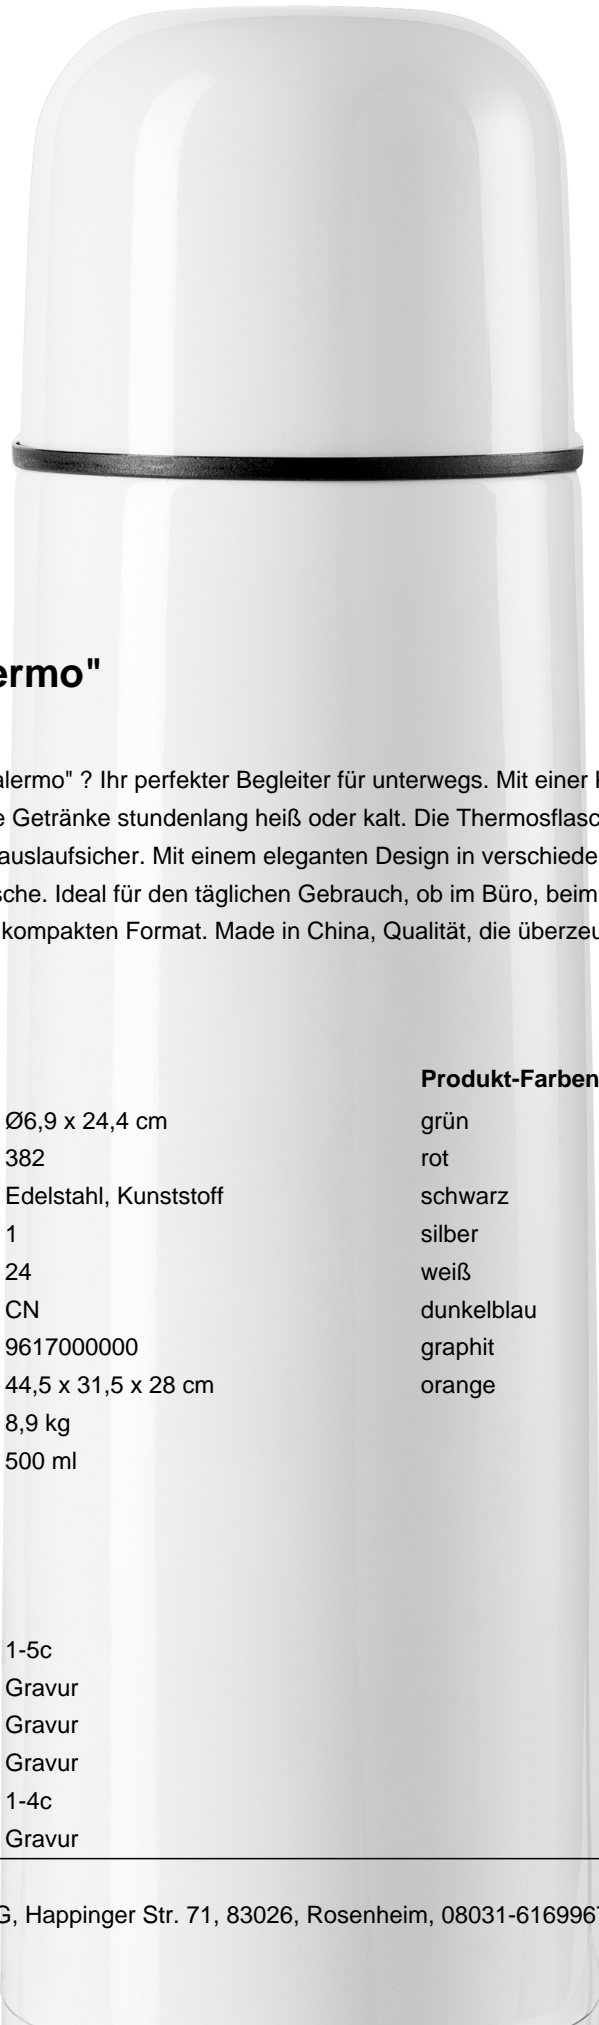 ermo"
alermo" ? Ihr perfekter Begleiter für unterwegs. Mit einer
e Getränke stundenlang heiß oder kalt. Die Thermosflasc
auslaufsicher. Mit einem eleganten Design in verschiede
sche. Ideal für den täglichen Gebrauch, ob im Büro, beim
kompakten Format. Made in China, Qualität, die überzeu
Produkt-Farben
Ø6,9 x 24,4 cm grün
382 rot
Edelstahl, Kunststoff schwarz
1 silber
24 weiß
CN dunkelblau
9617000000 graphit
44,5 x 31,5 x 28 cm orange
8,9 kg
500 ml
1-5c
Gravur
Gravur
Gravur
1-4c
Gravur
G, Happinger Str. 71, 83026, Rosenheim, 08031-6169967